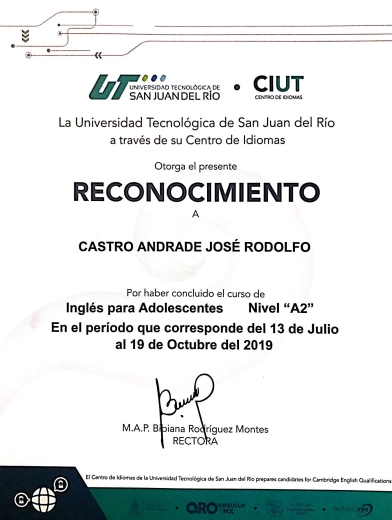 UT UNIVERSIDAD TECNOLÓGICA DE
SAN JUAN DEL RÍO
CIUT
CENTRO DE IDIOMAS
La Universidad Tecnológica de San Juan del Río
a través de su Centro de Idiomas
Otorga el presente
RECONOCIMIENTO
A
CASTRO ANDRADE JOSÉ RODOLFO
Por haber concluido el curso de
Inglés para Adolescentes Nivel “A2”
En el período que corresponde del 13 de Julio
al 19 de Octubre del 2019
M.A.P. Bibiana Rodríguez Montes
RECTORA
El Centro de Idiomas de la Universidad Tecnológica de San Juan del Rio prepares candidates for Cambridge English Qualifications
QRO ORGULLO
MX